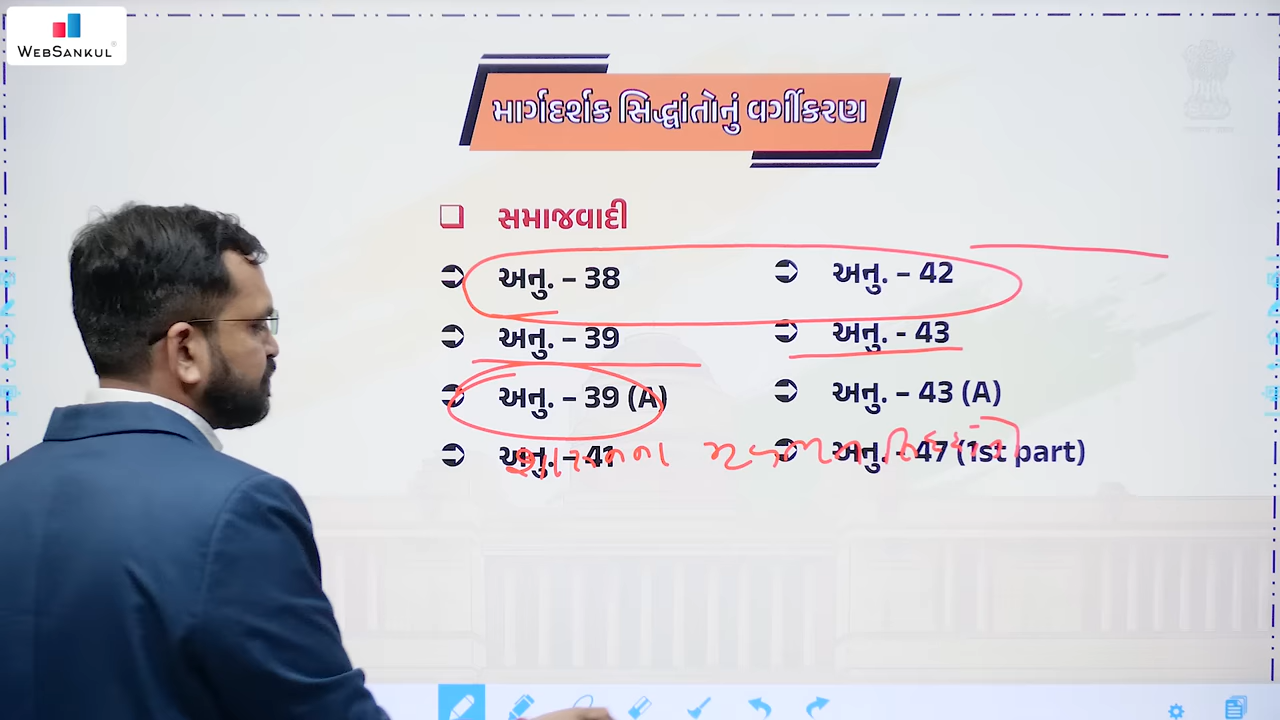 WEBSANKUL
માર્ગદર્શક સિદ્ધાંતોનું વર્ગીકરણ
સમાજવાદી
અનુ. – 38
અનુ. – 42
અનુ. – 39
અનુ. - 43
અનુ. – 39 (A)
અનુ. – 43 (A)
અનુ. – 41
અનુ. - 47 (1st part)